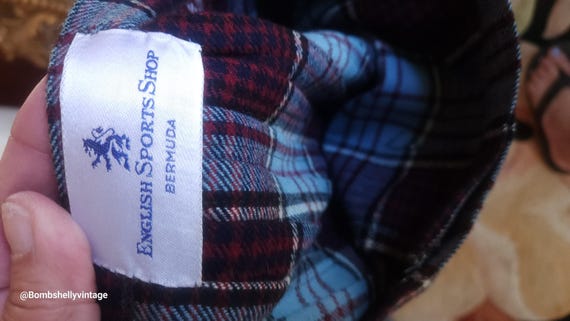 ENGLISH SPORTS SHOP
BERMUDA
@Bombshellyvintage